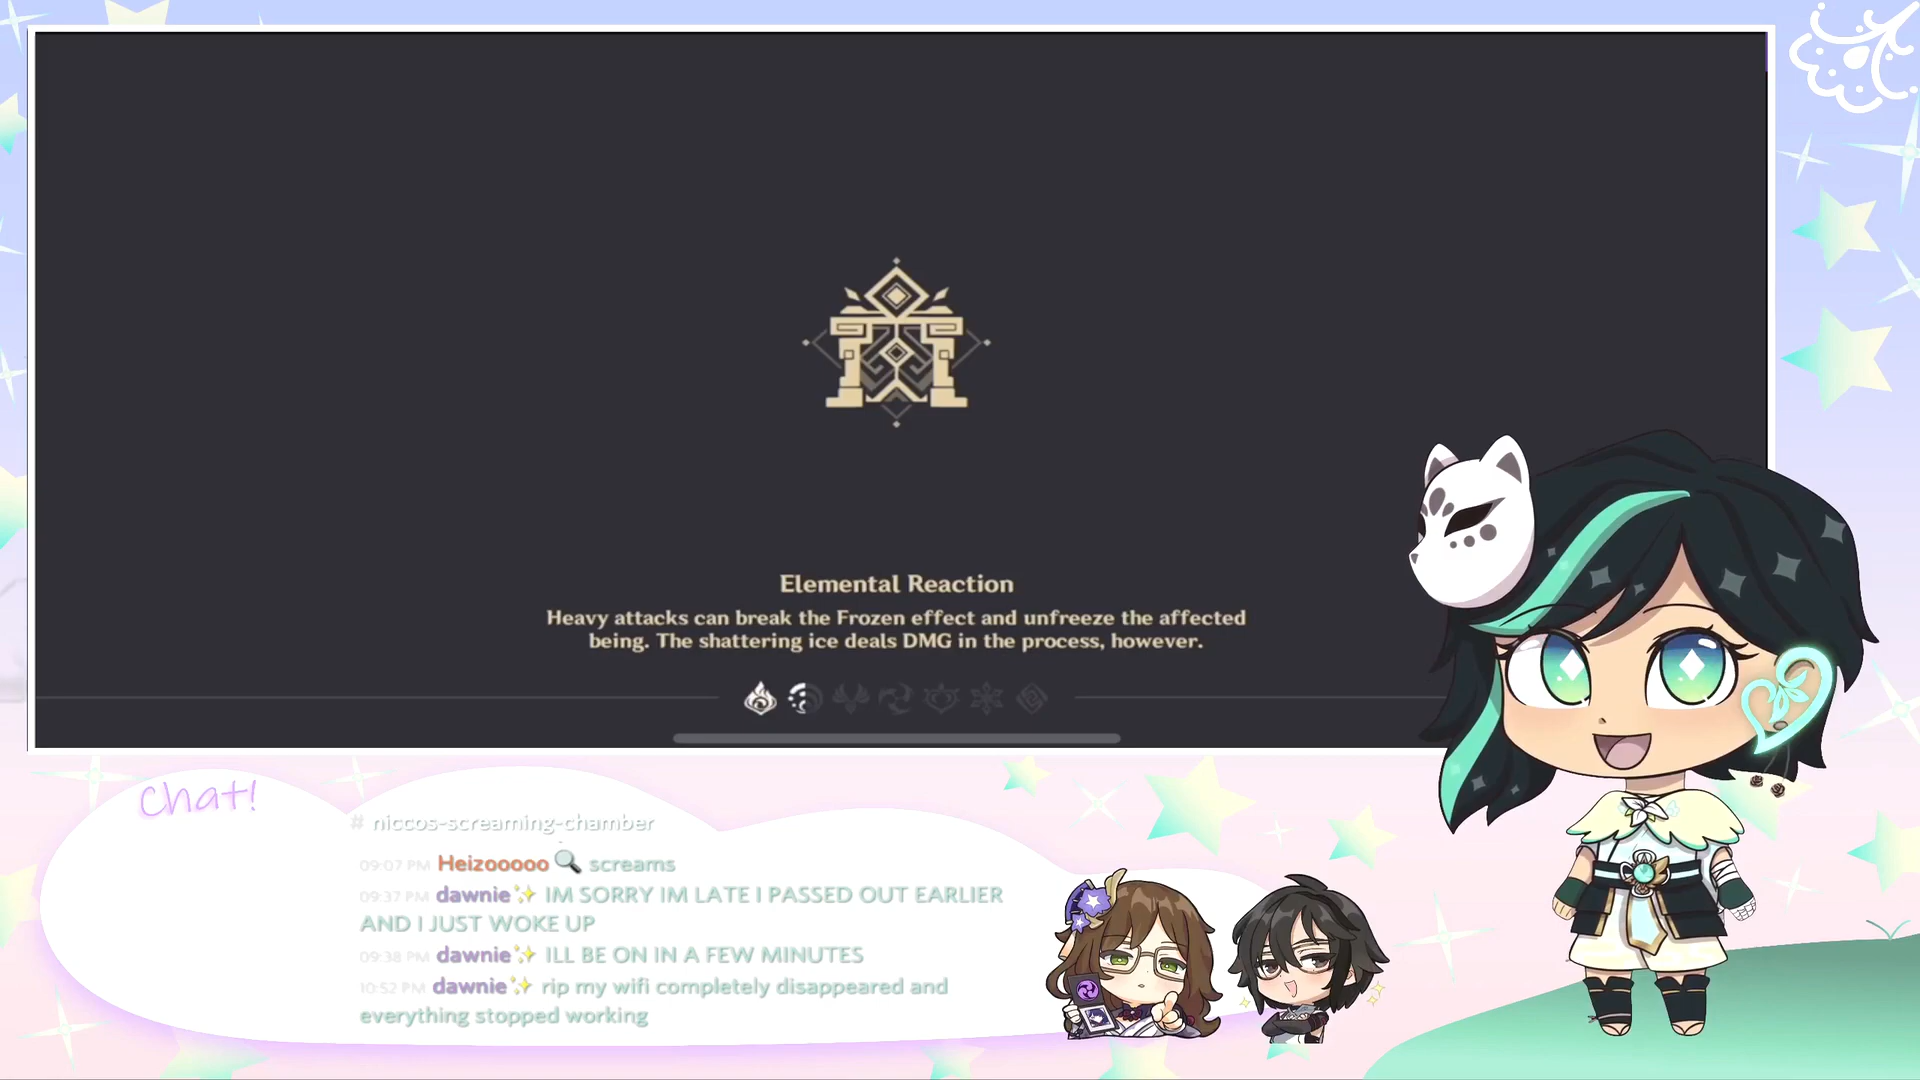 Elemental Reaction
Heavy attacks can break the Frozen effect and unfreeze the affected
being. The shattering ice deals DMG in the process, however.
chat!
# niccos-screaming-chamber
09:07 PM Heizooooo🔍 screams
09:37 PM dawnie✨ IM SORRY IM LATE I PASSED OUT EARLIER
AND I JUST WOKE UP
09:38 PM dawnie✨ ILL BE ON IN A FEW MINUTES
10:52 PM dawnie✨ rip my wifi completely disappeared and
everything stopped working